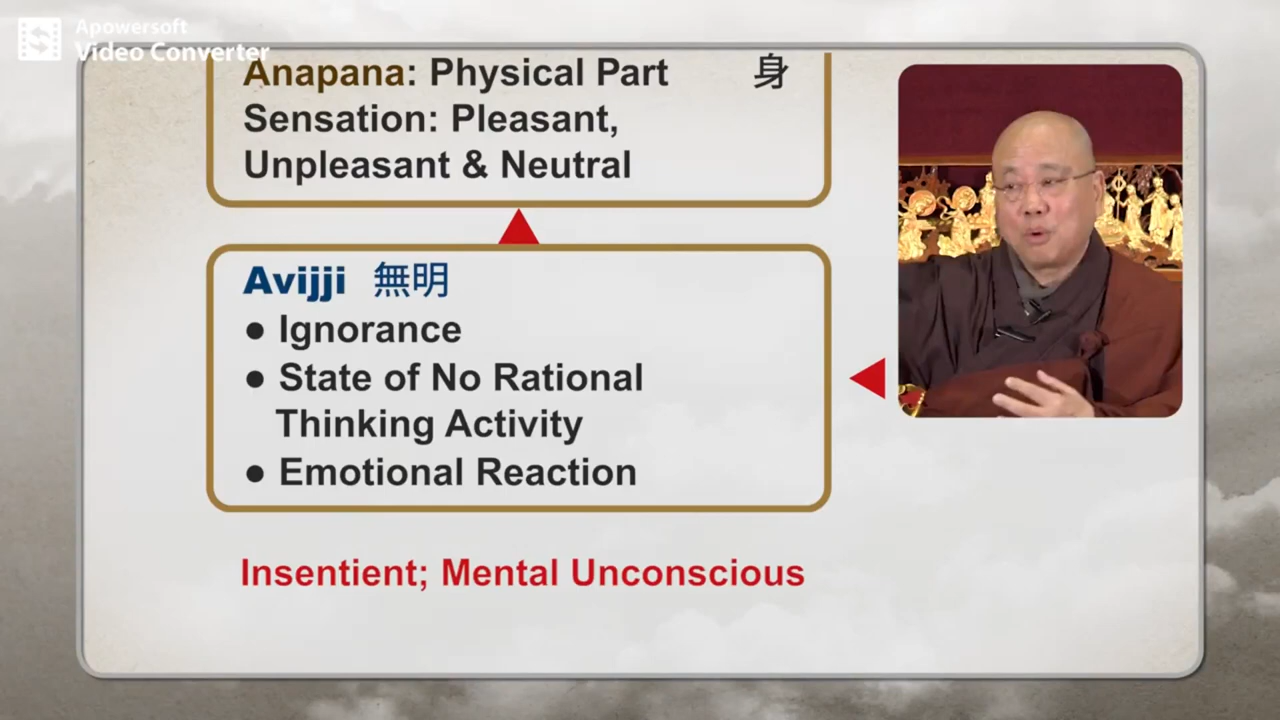 Apowersoft
Video Converter
Anapana: Physical Part 身
Sensation: Pleasant,
Unpleasant & Neutral
Avijji 無明
● Ignorance
● State of No Rational
Thinking Activity
● Emotional Reaction
Insentient; Mental Unconscious